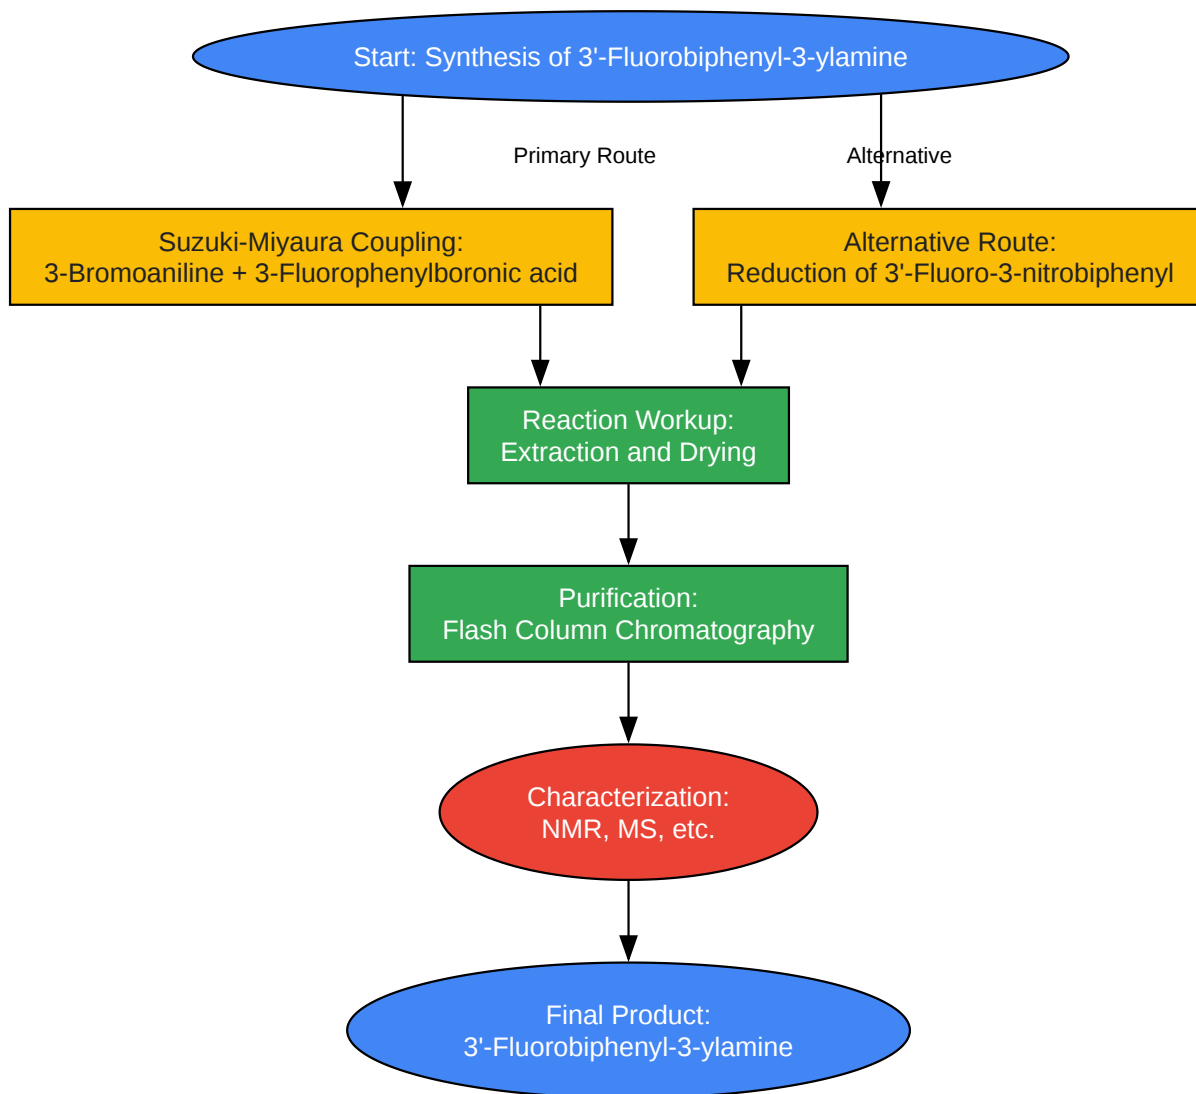 Start: Synthesis of 3'-Fluorobiphenyl-3-ylamine
Primary Route
Alternative
Suzuki-Miyaura Coupling:
3-Bromoaniline + 3-Fluorophenylboronic acid
Alternative Route:
Reduction of 3'-Fluoro-3-nitrobiphenyl
Reaction Workup:
Extraction and Drying
Purification:
Flash Column Chromatography
Characterization:
NMR, MS, etc.
Final Product:
3'-Fluorobiphenyl-3-ylamine